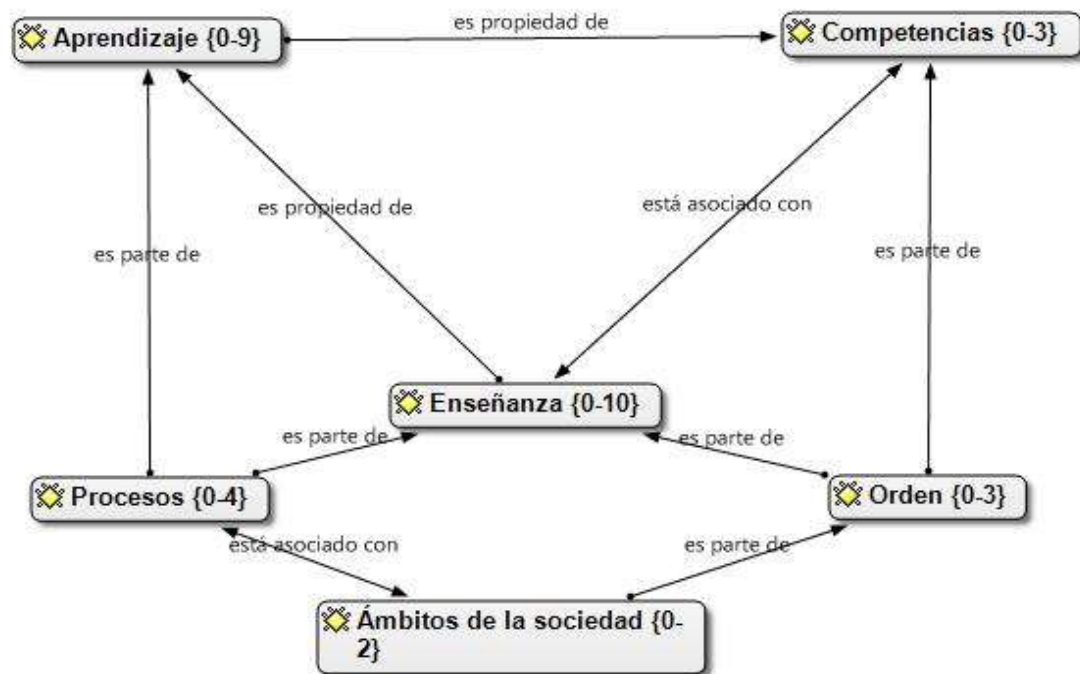 es propiedad de
Aprendizaje {0-9}
Competencias {0-3}
es propiedad de
está asociado con
es parte de
es parte de
Enseñanza {0-10}
es parte de
es parte de
Procesos {0-4}
Orden {0-3}
está asociado con
es parte de
Ámbitos de la sociedad {0-
2}